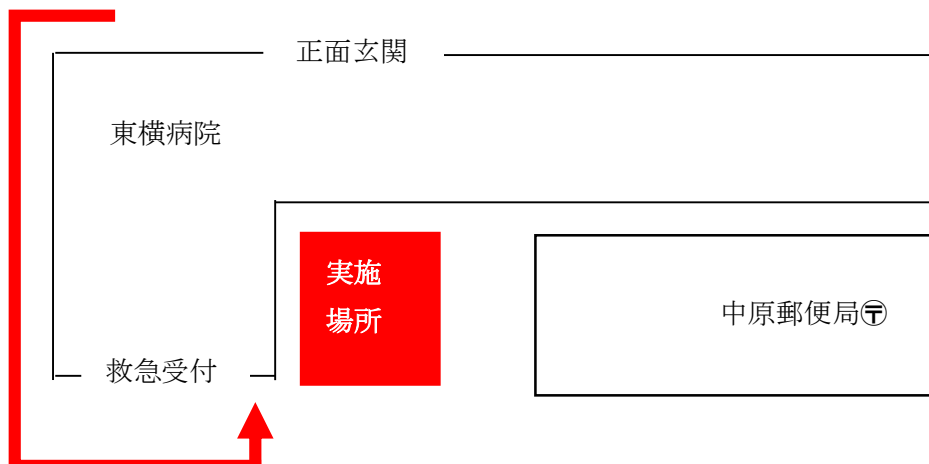 正面玄関
東横病院
実施
場所
中原郵便局〶
救急受付